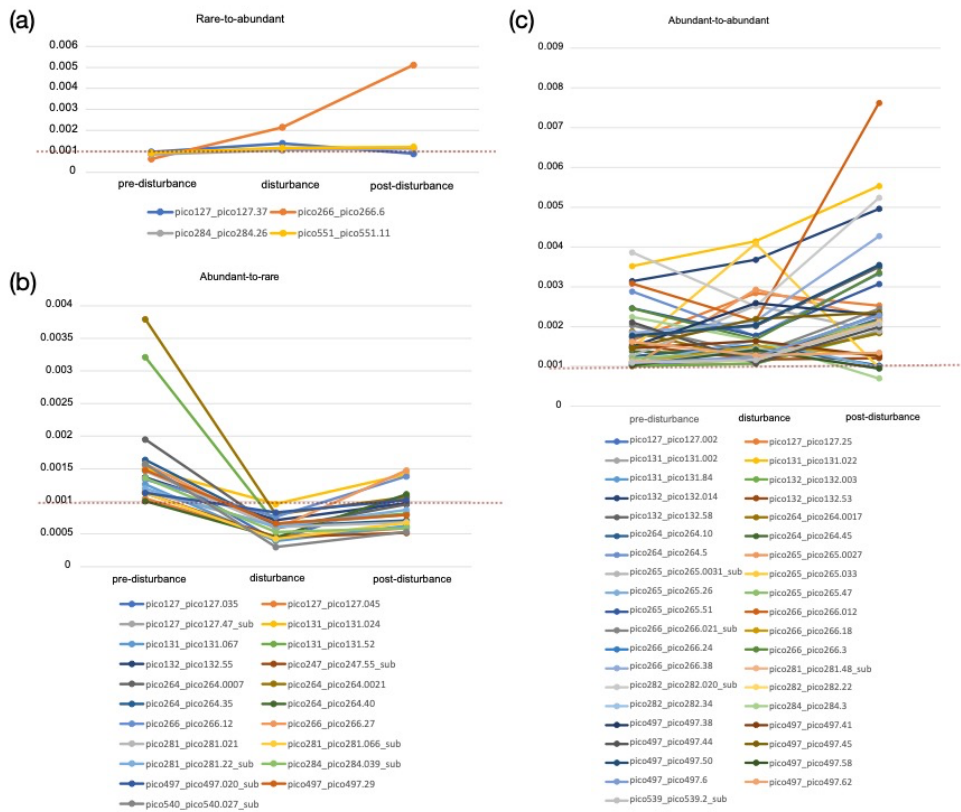 (a)
Rare-to-abundant
0.006
0.005
0.004
0.003
0.002
0.001
0
pre-disturbance disturbance post-disturbance
pico127_pico127.37 pico266_pico266.6
pico284_pico284.26 pico551_pico551.11
(b)
Abundant-to-rare
0.004
0.0035
0.003
0.0025
0.002
0.0015
0.001
0.0005
0
pre-disturbance disturbance post-disturbance
pico127_pico127.035 pico127_pico127.045
pico127_pico127.47_sub pico131_pico131.024
pico131_pico131.067 pico131_pico131.52
pico132_pico132.55 pico247_pico247.55_sub
pico264_pico264.0007 pico264_pico264.0021
pico264_pico264.35 pico264_pico264.40
pico266_pico266.12 pico266_pico266.27
pico281_pico281.021 pico281_pico281.066_sub
pico281_pico281.22_sub pico284_pico284.039_sub
pico497_pico497.020_sub pico497_pico497.29
pico540_pico540.027_sub
(c)
Abundant-to-abundant
0.009
0.008
0.007
0.006
0.005
0.004
0.003
0.002
0.001
0
pre-disturbance disturbance post-disturbance
pico127_pico127.002 pico127_pico127.25
pico131_pico131.002 pico131_pico131.022
pico131_pico131.84 pico132_pico132.003
pico132_pico132.014 pico132_pico132.53
pico132_pico132.58 pico264_pico264.0017
pico264_pico264.10 pico264_pico264.45
pico264_pico264.5 pico265_pico265.0027
pico265_pico265.0031_sub pico265_pico265.033
pico265_pico265.26 pico265_pico265.47
pico265_pico265.51 pico266_pico266.012
pico266_pico266.021_sub pico266_pico266.18
pico266_pico266.24 pico266_pico266.3
pico266_pico266.38 pico281_pico281.48_sub
pico282_pico282.020_sub pico282_pico282.22
pico282_pico282.34 pico284_pico284.3
pico497_pico497.38 pico497_pico497.41
pico497_pico497.44 pico497_pico497.45
pico497_pico497.50 pico497_pico497.58
pico497_pico497.6 pico497_pico497.62
pico539_pico539.2_sub